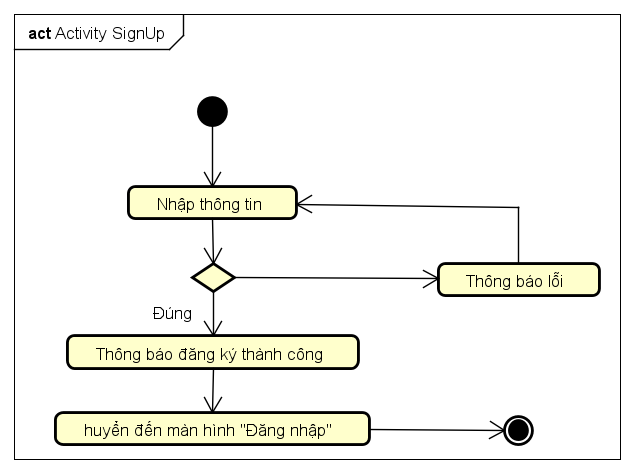 act Activity SignUp
Nhập thông tin
Thông báo lỗi
Đúng
Thông báo đăng ký thành công
huyển đến màn hình "Đăng nhập"